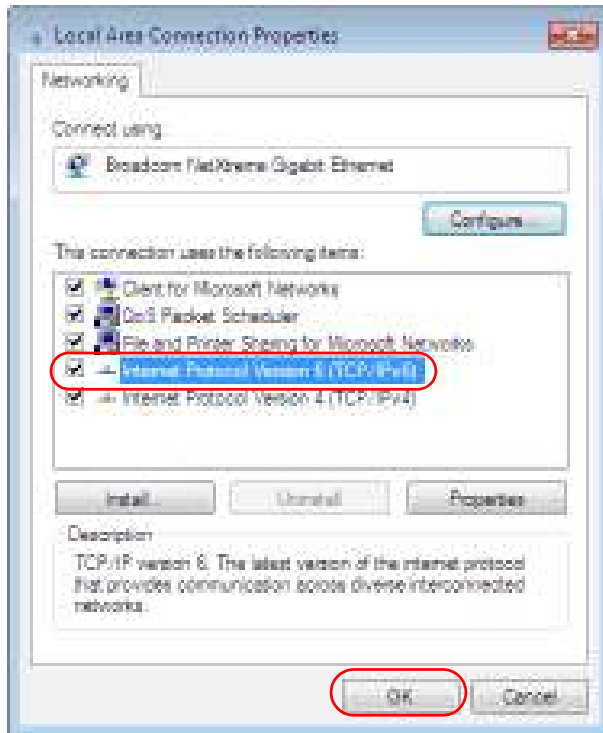 Local Area Connection Properties
Networking
Connect using:
Broadcom NetXtreme Gigabit Ethernet
Configure...
This connection uses the following items:
Client for Microsoft Networks
QoS Packet Scheduler
File and Printer Sharing for Microsoft Networks
Internet Protocol Version 6 (TCP/IPv6)
Internet Protocol Version 4 (TCP/IPv4)
Install...
Uninstall
Properties
Description
TCP/IP version 6. The latest version of the internet protocol
that provides communication across diverse interconnected
networks.
OK
Cancel